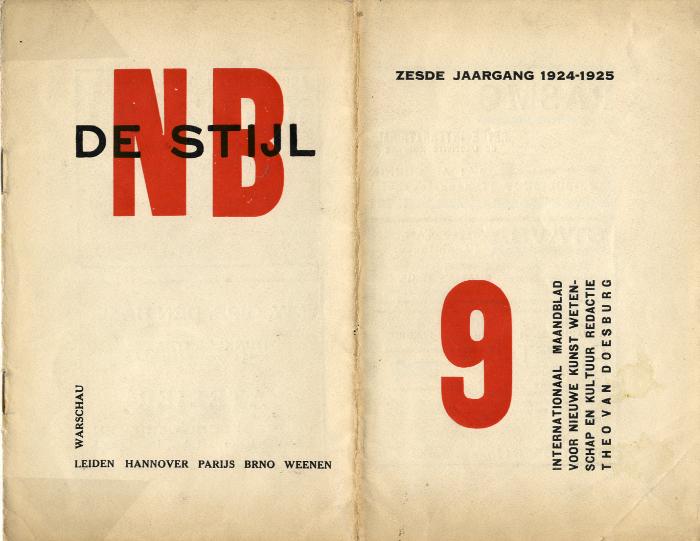 NB
DE STIJL
WARSCHAU
LEIDEN HANNOVER PARIJS BRNO WEENEN
ZESDE JAARGANG 1924-1925
9
INTERNATIONAAL MAANDBLAD
VOOR NIEUWE KUNST WETEN-
SCHAP EN KULTUUR REDACTIE
THEO VAN DOESBURG